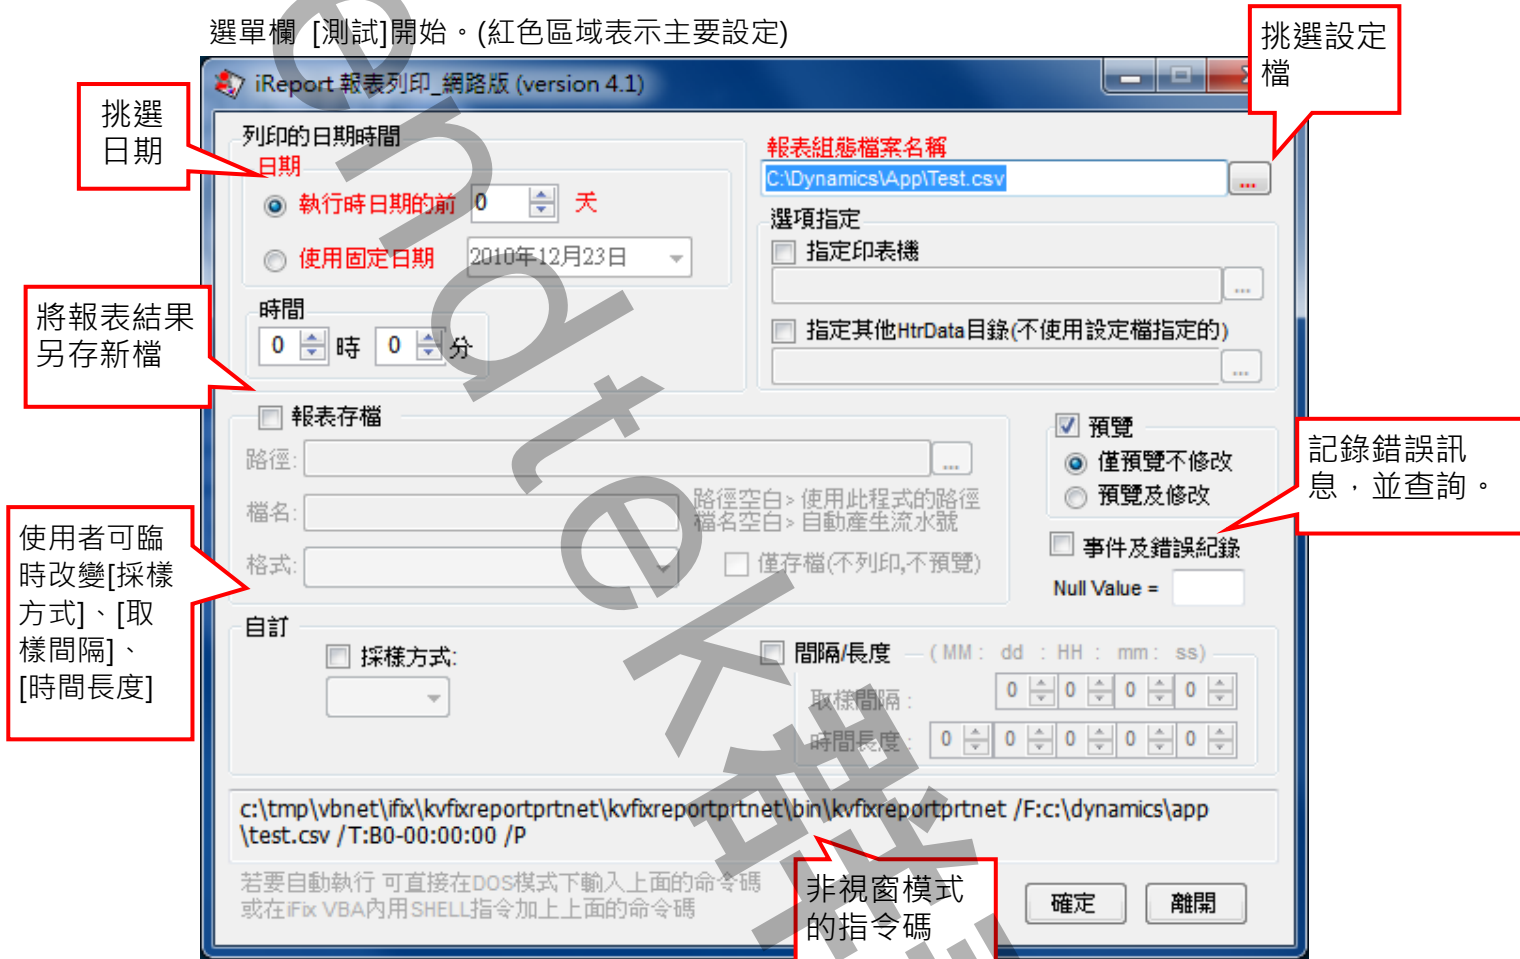 選單欄 [測試]開始。(紅色區域表示主要設定)
挑選設定
檔
iReport 報表列印_網路版 (version 4.1)
挑選
日期
列印的日期時間
日期
執行時日期的前 0 天
使用固定日期 2010年12月23日
報表組態檔案名稱
C:\Dynamics\App\Test.csv
...
選項指定
指定印表機
...
指定其他HtrData目錄(不使用設定檔指定的)
...
將報表結果
另存新檔
時間
0 時 0 分
報表存檔
路徑: ...
檔名:
路徑空白> 使用此程式的路徑
檔名空白> 自動產生流水號
格式:
僅存檔(不列印,不預覽)
預覽
僅預覽不修改
預覽及修改
事件及錯誤紀錄
Null Value =
記錄錯誤訊
息，並查詢。
使用者可臨
時改變[採樣
方式]、[取
樣間隔]、
[時間長度]
自訂
採樣方式:
間隔/長度 ( MM : dd : HH : mm : ss)
取樣間隔 : 0 0 0 0
時間長度 : 0 0 0 0 0
c:\tmp\vbnet\ifix\kvfixreportprtnet\kvfixreportprtnet\bin\kvfixreportprtnet /F:c:\dynamics\app
\test.csv /T:B0-00:00:00 /P
若要自動執行 可直接在DOS模式下輸入上面的命令碼
或在iFix VBA內用SHELL指令加上上面的命令碼
非視窗模式
的指令碼
確定
離開
endtek